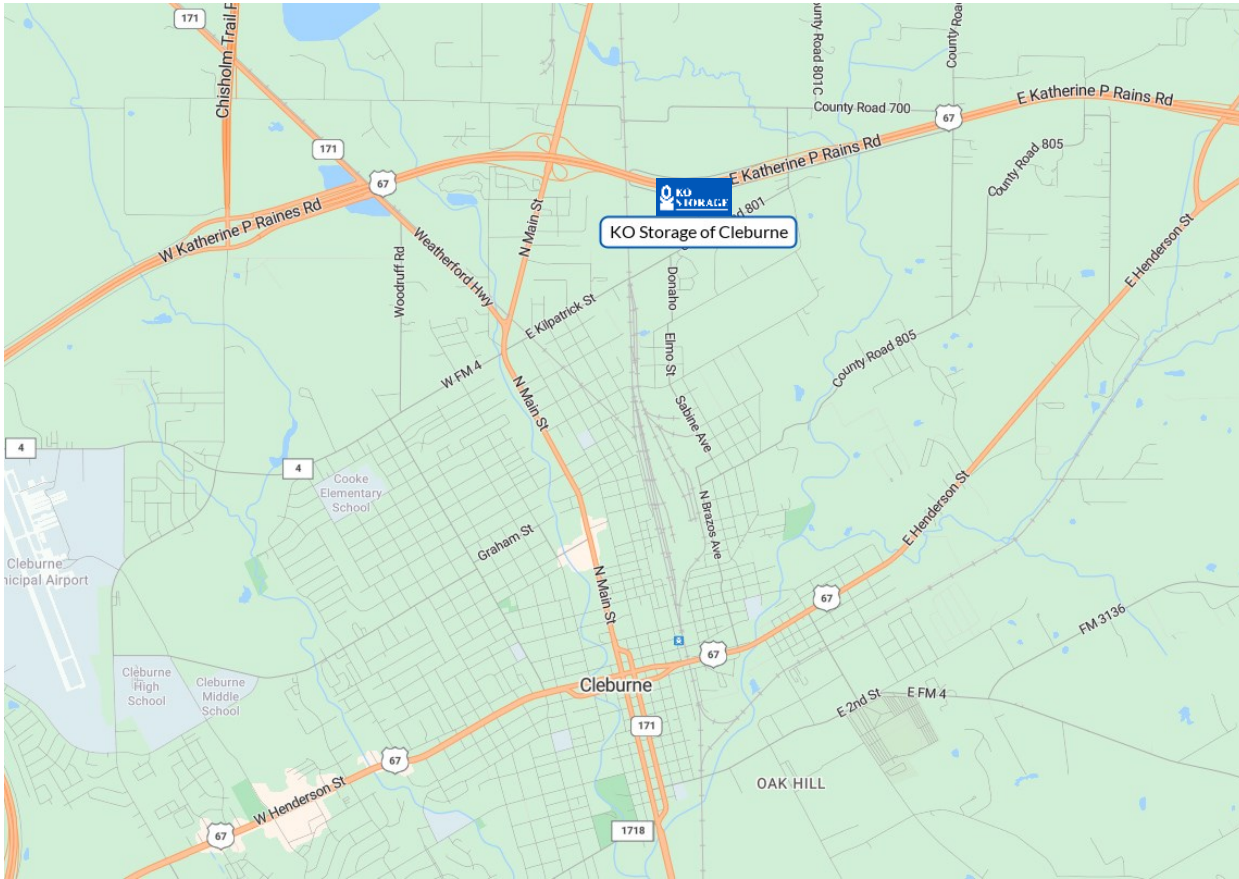 171
Chisholm Trail P
County Road 801C
County Road
E Katherine P Rains Rd
County Road 700
67
171
E Katherine P Rains Rd
County Road 805
67
KO
STORAGE
801
W Katherine P Raines Rd
N Main St
KO Storage of Cleburne
Weatherford Hwy
E Henderson St
Woodruff Rd
Donaho
E Kilpatrick St
Elmo St
County Road 805
W FM 4
N Main St
Sabine Ave
4
4
Cooke
Elementary
School
E Henderson St
N Brazos Ave
Graham St
Cleburne
nicipal Airport
N Main St
67
FM 3136
67
Cleburne
High
School
Cleburne
Middle
School
Cleburne
E 2nd St
E FM 4
171
67
OAK HILL
W Henderson St
67
1718